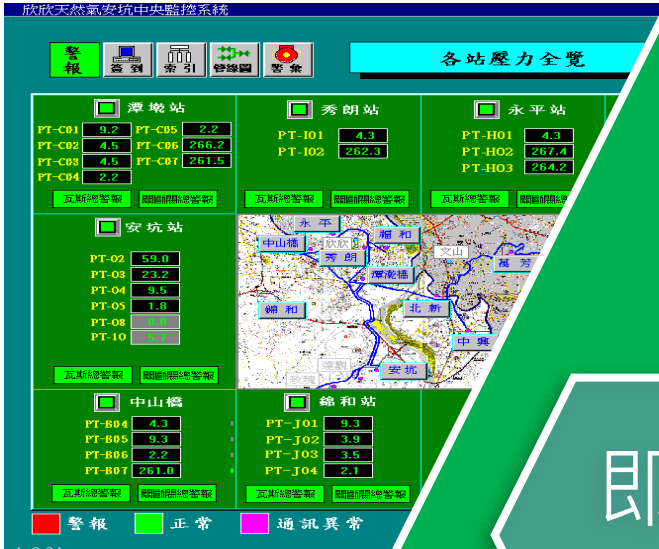 欣欣天然氣安坑中央監控系統
警報 簽到 索引 管線圖 警彙
各站壓力全覽
潭墘站
PT-C01 9.2 PT-C05 2.2
PT-C02 4.5 PT-C06 266.2
PT-C03 4.5 PT-C07 261.5
PT-C04 2.2
瓦斯總警報
秀朗站
PT-I01 4.3
PT-I02 262.3
瓦斯總警報
永平站
PT-H01 4.3
PT-H02 267.4
PT-H03 264.2
瓦斯總警報
安坑站
PT-02 59.0
PT-03 23.2
PT-04 9.5
PT-05 1.8
PT-08 0.0
PT-10 5.7
瓦斯總警報
永平
中山橋
欣欣
福和
秀朗
文山
萬芳
潭墘橋
錦和
北新
中興
安坑
中山橋
PT-B04 4.3
PT-B05 9.3
PT-B06 2.2
PT-B07 261.0
瓦斯總警報
錦和站
PT-J01 9.3
PT-J02 3.9
PT-J03 3.5
PT-J04 2.1
瓦斯總警報
警報 正常 通訊異常
即